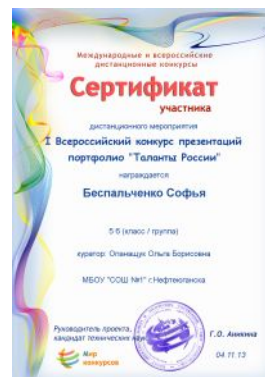 Международные и всероссийские
дистанционные конкурсы
Сертификат
участника
дистанционного мероприятия
I Всероссийский конкурс презентаций
портфолио "Таланты России"
награждается
Беспальченко Софья
5 б (класс / группа)
куратор: Опанащук Ольга Борисовна
МБОУ "СОШ №1" г.Нефтеюганска
Руководитель проекта,
кандидат технических наук
Г.О. Аникина
Мир
конкурсов
04.11.13